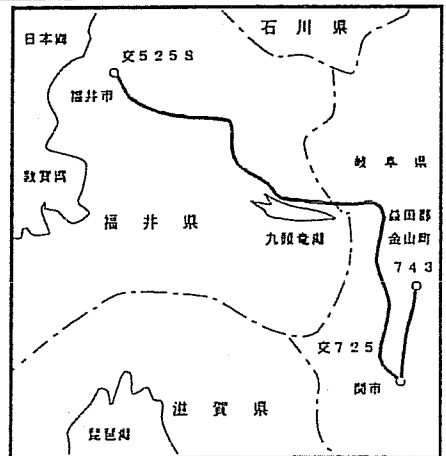 石川県
日本海
交525S
福井市
岐阜県
敦賀湾
益田郡
金山町
福井県
九頭竜湖
743
交725
関市
滋賀県
琵琶湖